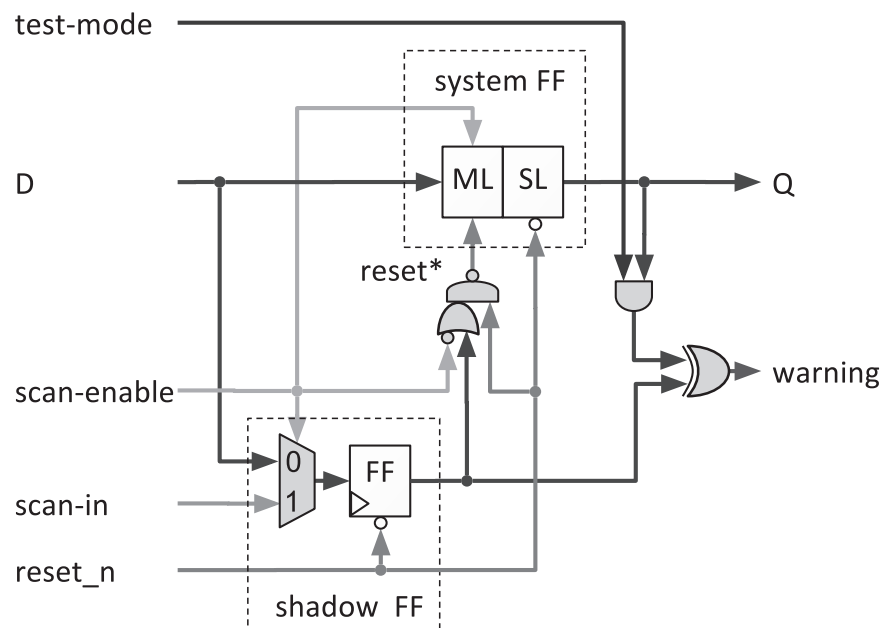 test-mode
system FF
D
ML
SL
Q
reset*
scan-enable
warning
0
FF
scan-in
1
reset_n
shadow FF